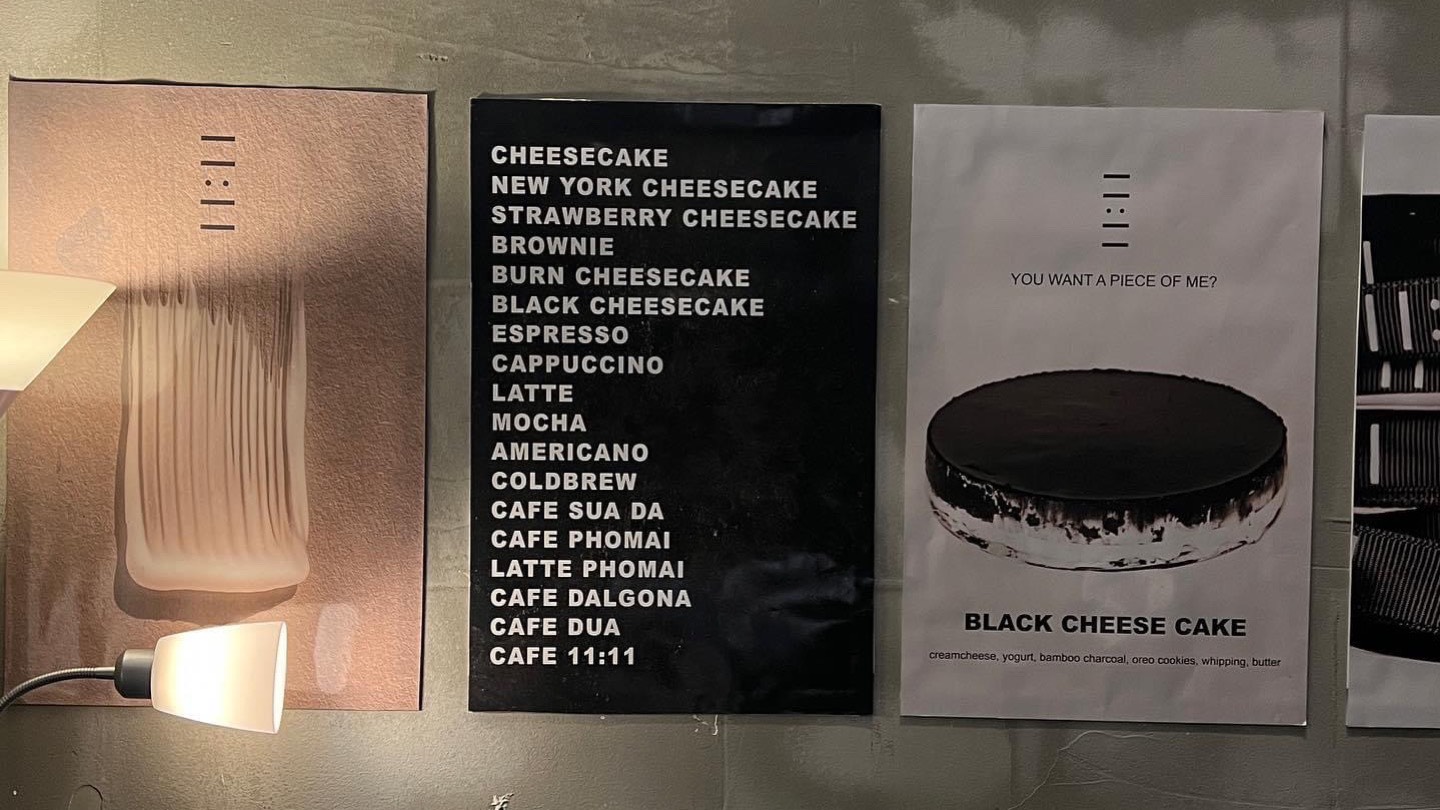 11:11
CHEESECAKE
NEW YORK CHEESECAKE
STRAWBERRY CHEESECAKE
BROWNIE
BURN CHEESECAKE
BLACK CHEESECAKE
ESPRESSO
CAPPUCCINO
LATTE
MOCHA
AMERICANO
COLDBREW
CAFE SUA DA
CAFE PHOMAI
LATTE PHOMAI
CAFE DALGONA
CAFE DUA
CAFE 11:11
11:11
YOU WANT A PIECE OF ME?
BLACK CHEESE CAKE
creamcheese, yogurt, bamboo charcoal, oreo cookies, whipping, butter